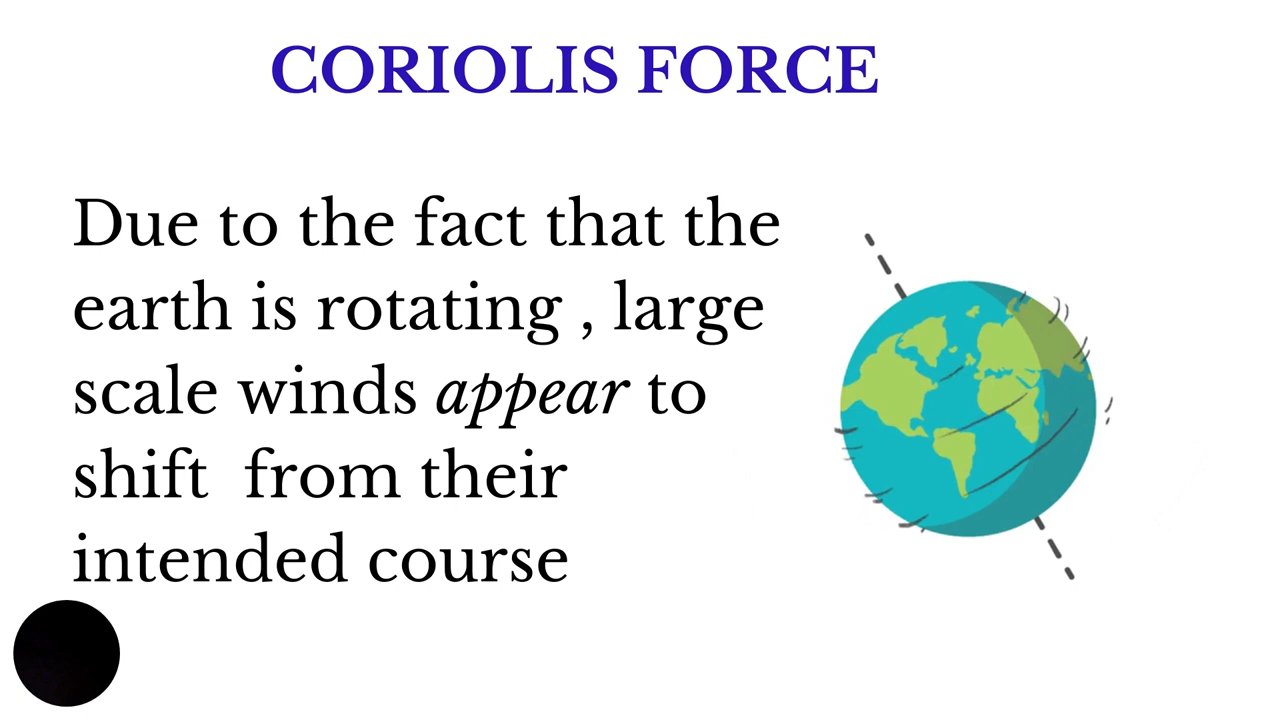 CORIOLIS FORCE
Due to the fact that the
earth is rotating , large
scale winds appear to
shift  from their
intended course